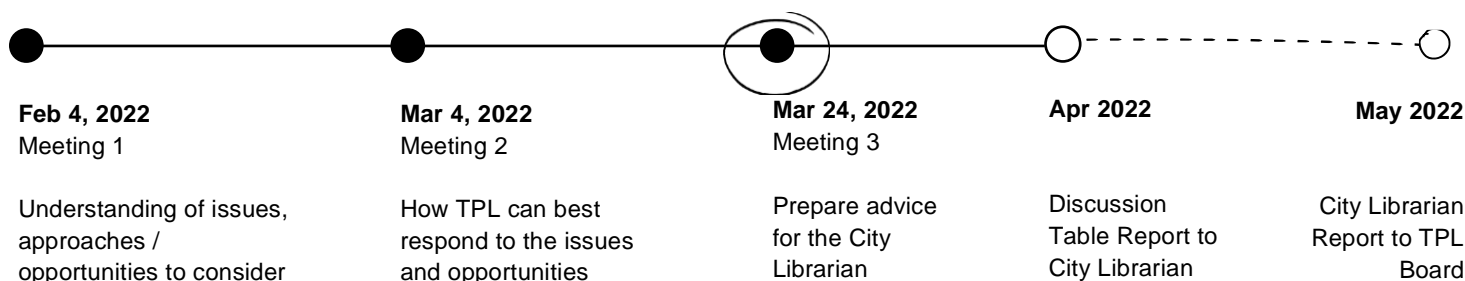 Feb 4, 2022
Meeting 1
Understanding of issues,
approaches /
opportunities to consider
Mar 4, 2022
Meeting 2
How TPL can best
respond to the issues
and opportunities
Mar 24, 2022
Meeting 3
Prepare advice
for the City
Librarian
Apr 2022
Discussion
Table Report to
City Librarian
May 2022
City Librarian
Report to TPL
Board